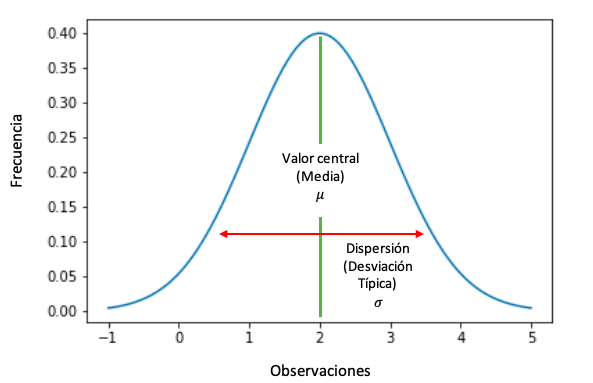 0.40
0.35
0.30
0.25
0.20
0.15
0.10
0.05
0.00
Frecuencia
Valor central
(Media)
μ
Dispersión
(Desviación
Típica)
σ
−1 0 1 2 3 4 5
Observaciones